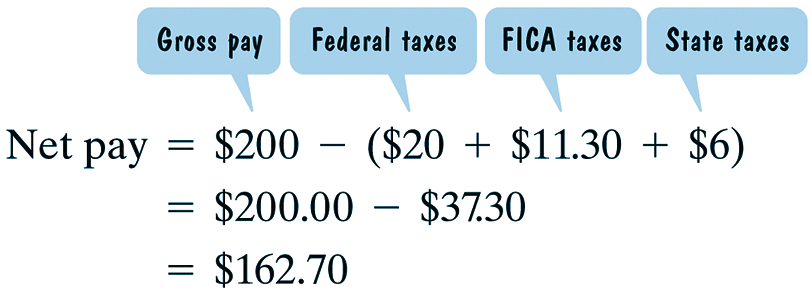 Gross pay Federal taxes FICA taxes State taxes
Net pay = $200 − ($20 + $11.30 + $6)
= $200.00 − $37.30
= $162.70